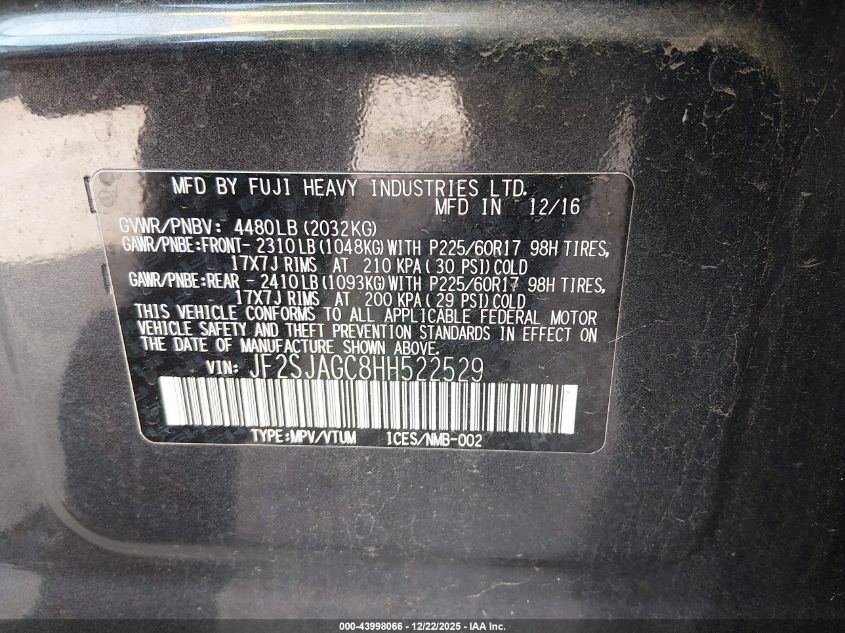 MFD BY FUJI HEAVY INDUSTRIES LTD.
MFD IN 12/16
GVWR/PNBV: 4480LB(2032KG)
GAWR/PNBE:FRONT- 2310LB(1048KG)WITH P225/60R17 98H TIRES,
17X7J RIMS AT 210 KPA( 30 PSI)COLD
GAWR/PNBE:REAR - 2410LB(1093KG)WITH P225/60R17 98H TIRES,
17X7J RIMS AT 200 KPA( 29 PSI)COLD
THIS VEHICLE CONFORMS TO ALL APPLICABLE FEDERAL MOTOR
VEHICLE SAFETY AND THEFT PREVENTION STANDARDS IN EFFECT ON
THE DATE OF MANUFACTURE SHOWN ABOVE.
VIN: JF2SJAGC8HH522529
TYPE:MPV/VTUM 1CES/NMB-002
000-43998066 - 12/22/2025 - IAA Inc.